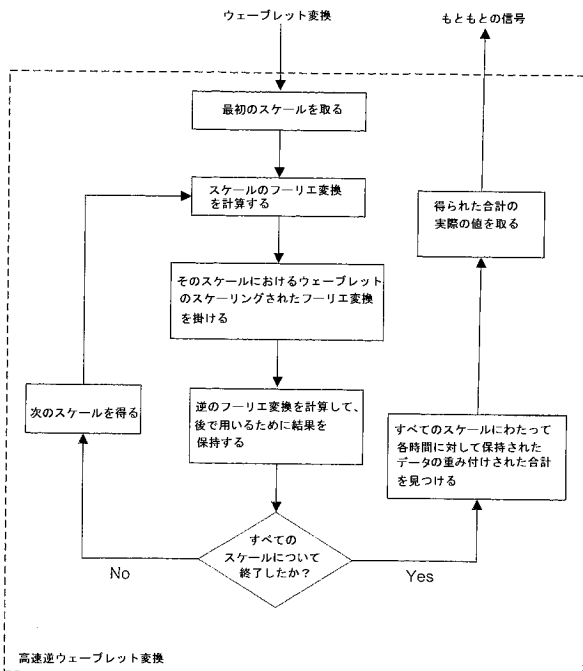 ウェーブレット変換
もともとの信号
最初のスケールを取る
スケールのフーリエ変換
を計算する
得られた合計の
実際の値を取る
そのスケールにおけるウェーブレット
のスケーリングされたフーリエ変換
を掛ける
次のスケールを得る
逆のフーリエ変換を計算して、
後で用いるために結果を
保持する
すべてのスケールにわたって
各時間に対して保持された
データの重み付けされた合計
を見つける
すべての
スケールについて
終了したか？
No
Yes
高速逆ウェーブレット変換